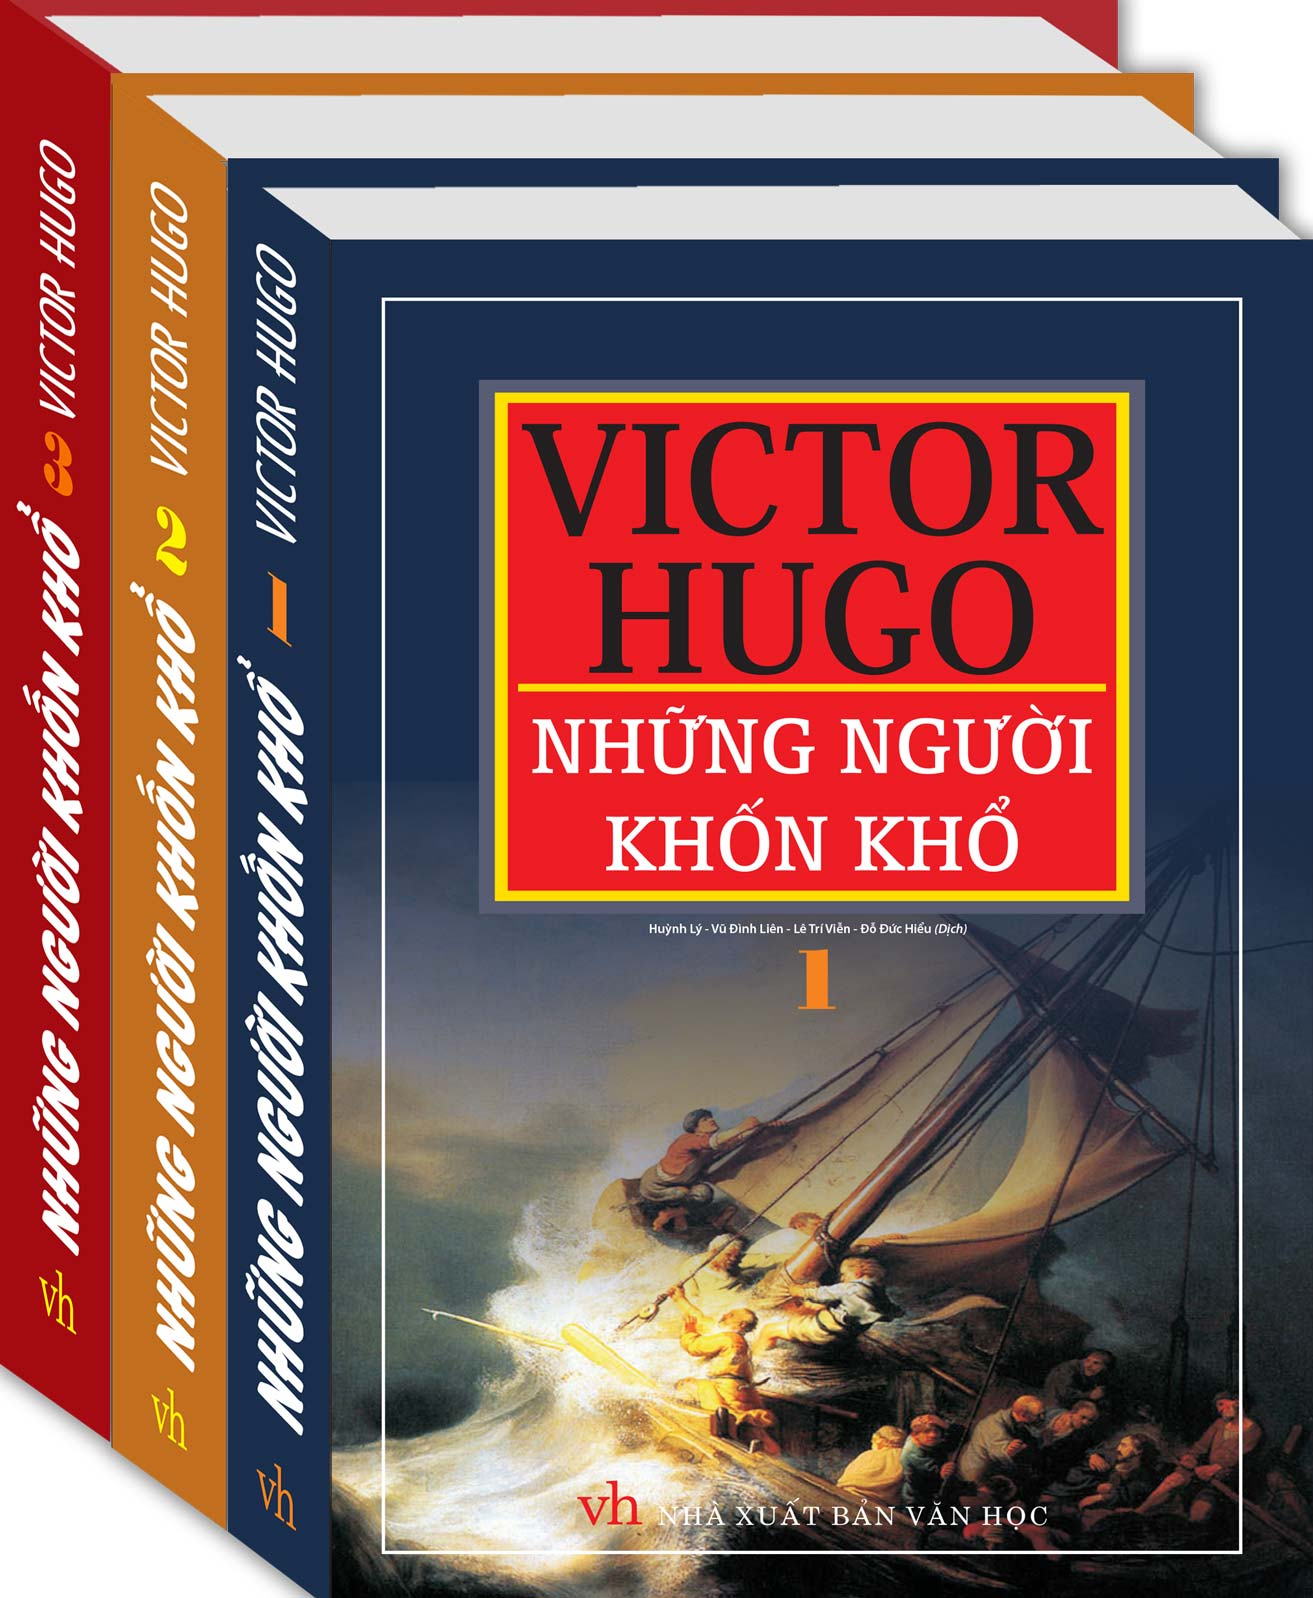 NHỮNG NGƯỜI KHỐN KHỔ 3 VICTOR HUGO
vh
NHỮNG NGƯỜI KHỐN KHỔ 2 VICTOR HUGO
vh
NHỮNG NGƯỜI KHỐN KHỔ 1 VICTOR HUGO
vh
VICTOR
HUGO
NHỮNG NGƯỜI
KHỐN KHỔ
Huỳnh Lý - Vũ Đình Liên - Lê Trí Viễn - Đỗ Đức Hiểu (Dịch)
1
vh NHÀ XUẤT BẢN VĂN HỌC